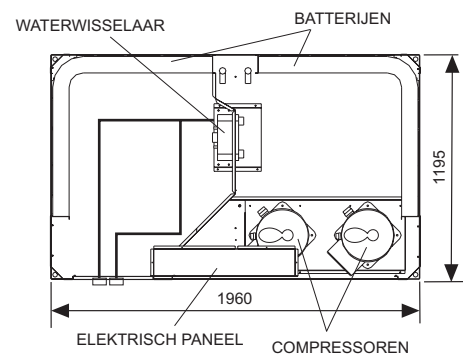 BATTERIJEN
WATERWISSELAAR
1195
1960
ELEKTRISCH PANEEL
COMPRESSOREN